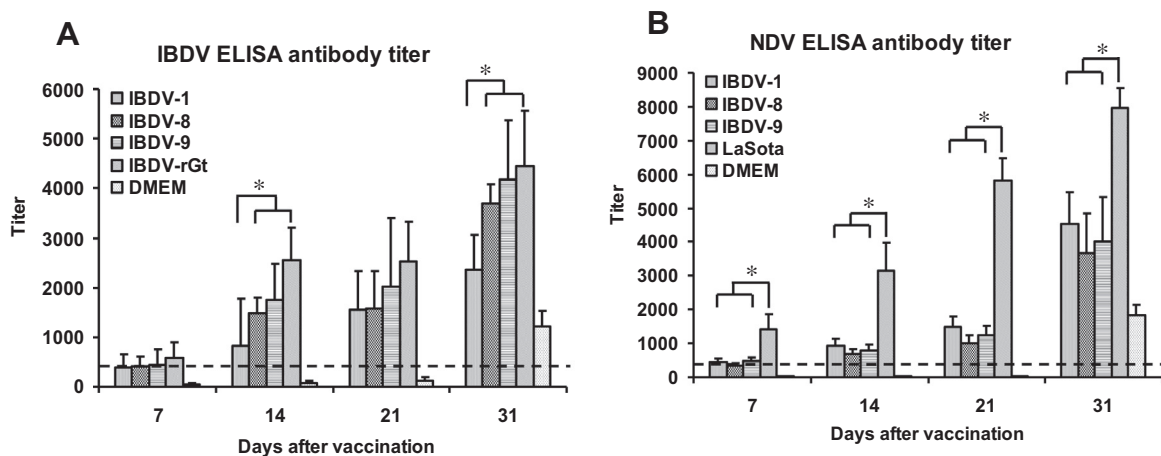 A
IBDV ELISA antibody titer
Titer
6000
5000
4000
3000
2000
1000
0
IBDV-1
IBDV-8
IBDV-9
IBDV-rGt
DMEM
*
*
7 14 21 31
Days after vaccination
B
NDV ELISA antibody titer
Titer
9000
8000
7000
6000
5000
4000
3000
2000
1000
0
IBDV-1
IBDV-8
IBDV-9
LaSota
DMEM
*
*
*
*
7 14 21 31
Days after vaccination